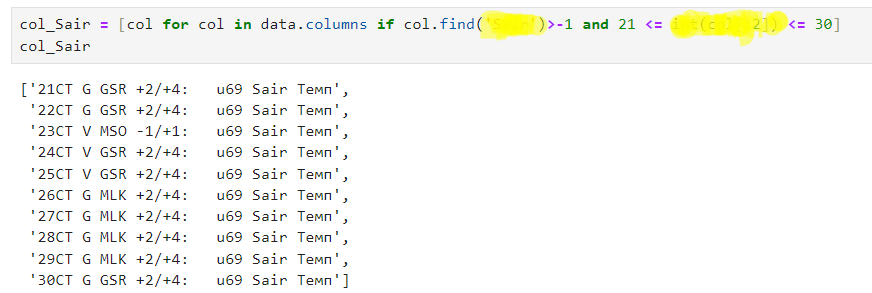 col_Sair = [col for col in data.columns if col.find( )>-1 and 21 <= <= 30]
col_Sair
['21CT G GSR +2/+4:   u69 Sair Темп',
'22CT G GSR +2/+4:   u69 Sair Темп',
'23CT V MSO -1/+1:   u69 Sair Темп',
'24CT V GSR +2/+4:   u69 Sair Темп',
'25CT V GSR +2/+4:   u69 Sair Темп',
'26CT G MLK +2/+4:   u69 Sair Темп',
'27CT G MLK +2/+4:   u69 Sair Темп',
'28CT G MLK +2/+4:   u69 Sair Темп',
'29CT G MLK +2/+4:   u69 Sair Темп',
'30CT G GSR +2/+4:   u69 Sair Темп']